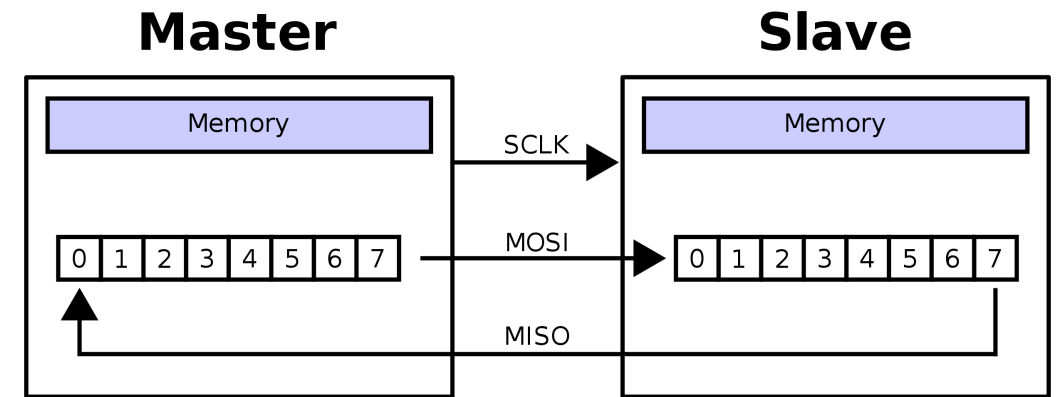 Master Slave
Memory Memory
SCLK
MOSI
0 1 2 3 4 5 6 7 0 1 2 3 4 5 6 7
MISO